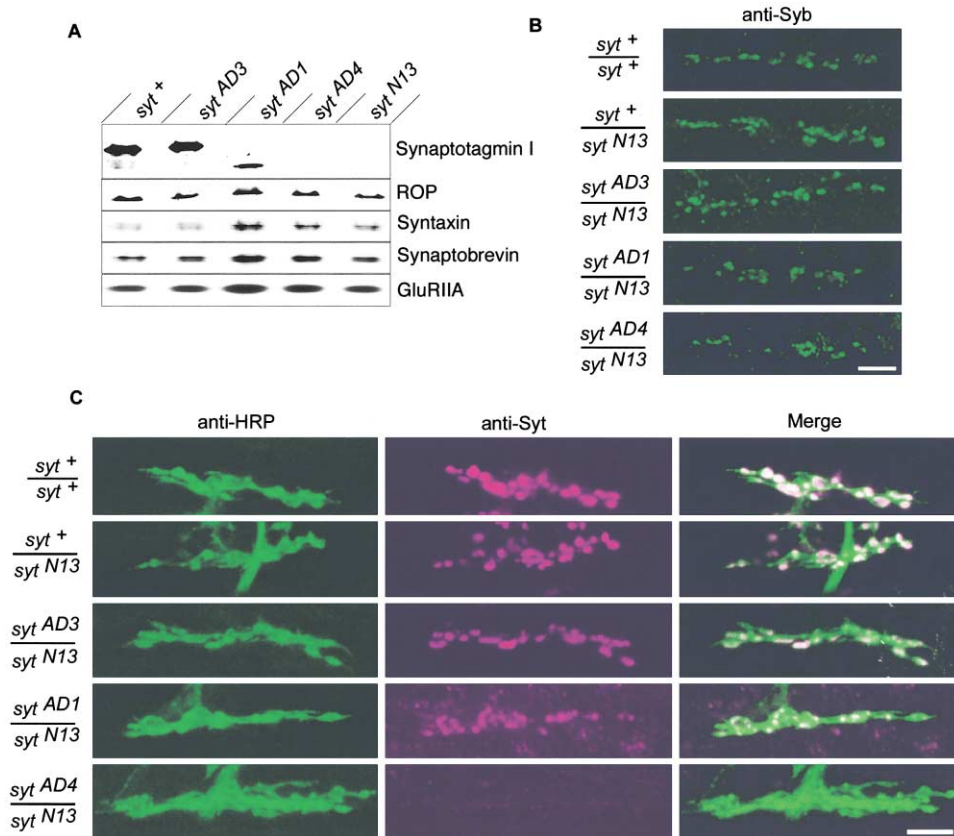 A
syt + syt AD3 syt AD1 syt AD4 syt N13
Synaptotagmin I
ROP
Syntaxin
Synaptobrevin
GluRIIA
B
anti-Syb
syt +
syt +
syt +
syt N13
syt AD3
syt N13
syt AD1
syt N13
syt AD4
syt N13
C
anti-HRP anti-Syt Merge
syt +
syt +
syt +
syt N13
syt AD3
syt N13
syt AD1
syt N13
syt AD4
syt N13